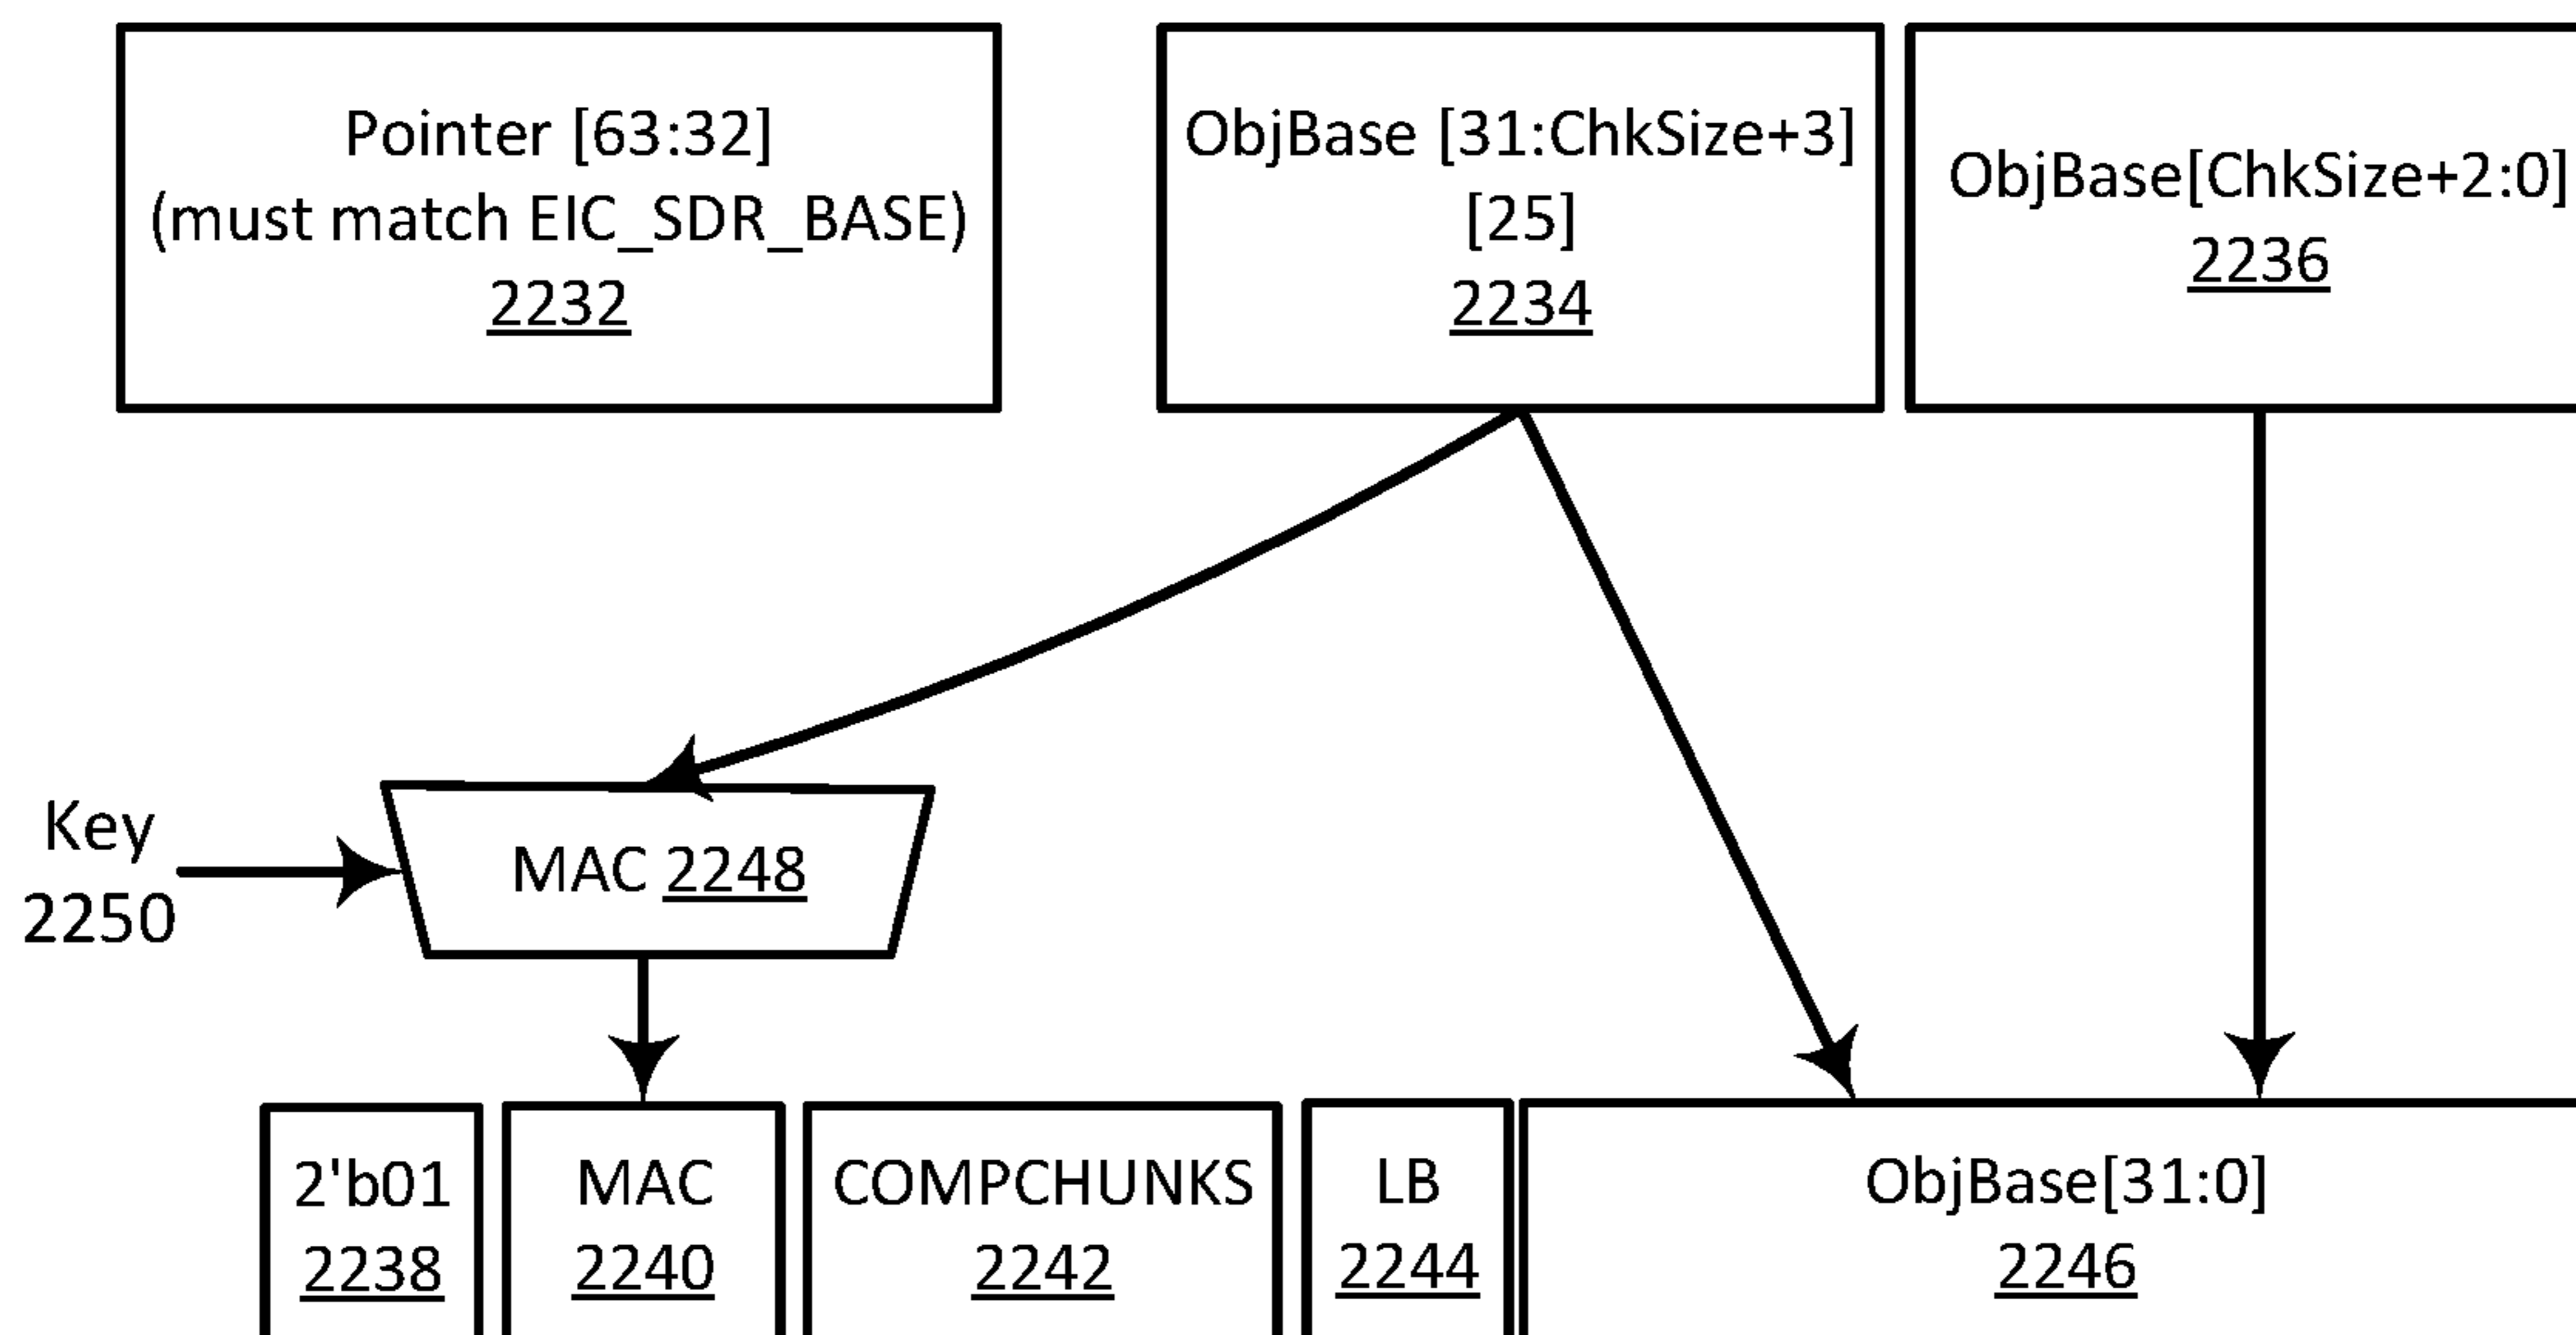 Pointer [63:32]
(must match EIC_SDR_BASE)
2232
ObjBase [31:ChkSize+3]
[25]
2234
ObjBase[ChkSize+2:0]
2236
Key
2250
MAC 2248
2'b01
2238
MAC
2240
COMPCHUNKS
2242
LB
2244
ObjBase[31:0]
2246